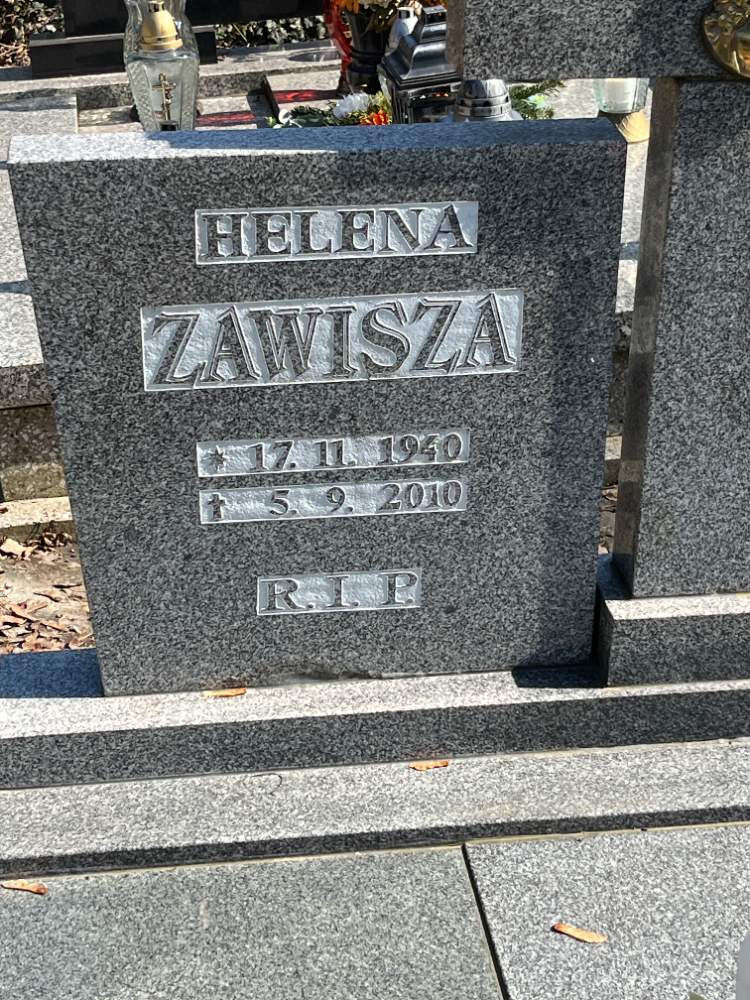 HELENA
ZAWISZA
* 17. 11. 1940
✝ 5. 9. 2010
R. I. P.